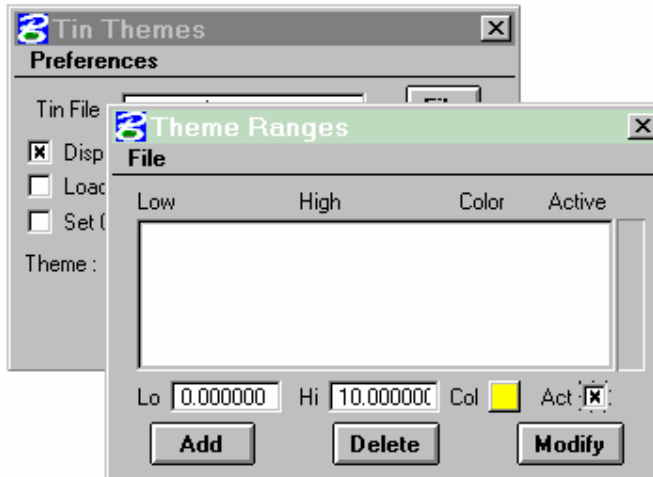 Tin Themes
Preferences
Tin File
Disp
Load
Set
Theme :
Theme Ranges
File
Low High Color Active
Lo 0.000000 Hi 10.000000 Col Act
Add Delete Modify